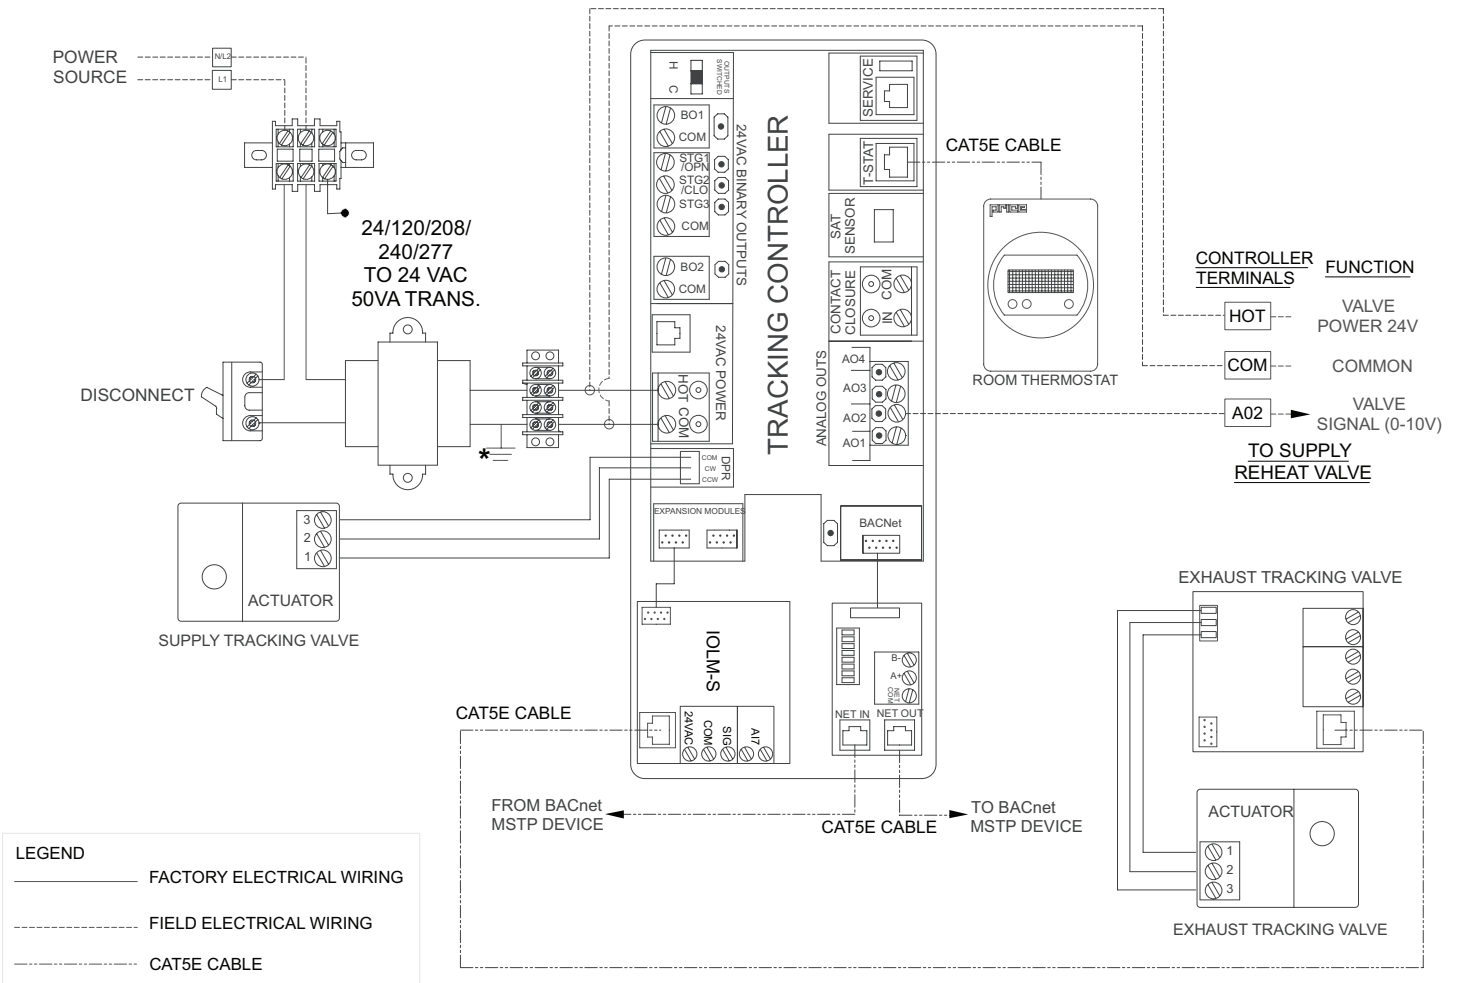 POWER
SOURCE
N/L2
L1
24/120/208/
240/277
TO 24 VAC
50VA TRANS.
DISCONNECT
*
3
2
1
ACTUATOR
SUPPLY TRACKING VALVE
H
C
OUTPUTS
SWITCHED
BO1
COM
STG1
/OPN
STG2
/CLO
STG3
COM
BO2
COM
24VAC BINARY OUTPUTS
24VAC POWER
HOT
COM
COM
CW
CCW
DPR
EXPANSION MODULES
TRACKING CONTROLLER
SERVICE
T-STAT
SAT
SENSOR
CONTACT
CLOSURE
COM
IN
ANALOG OUTS
AO4
AO3
AO2
AO1
BACNet
IOLM-S
24VAC
COM
SIG
AI7
B-
A+
NET
COM
NET IN
NET OUT
CAT5E CABLE
price
ROOM THERMOSTAT
CONTROLLER
TERMINALS
FUNCTION
HOT
VALVE
POWER 24V
COM
COMMON
A02
VALVE
SIGNAL (0-10V)
TO SUPPLY
REHEAT VALVE
EXHAUST TRACKING VALVE
ACTUATOR
1
2
3
EXHAUST TRACKING VALVE
CAT5E CABLE
FROM BACnet
MSTP DEVICE
CAT5E CABLE
TO BACnet
MSTP DEVICE
LEGEND
FACTORY ELECTRICAL WIRING
FIELD ELECTRICAL WIRING
CAT5E CABLE